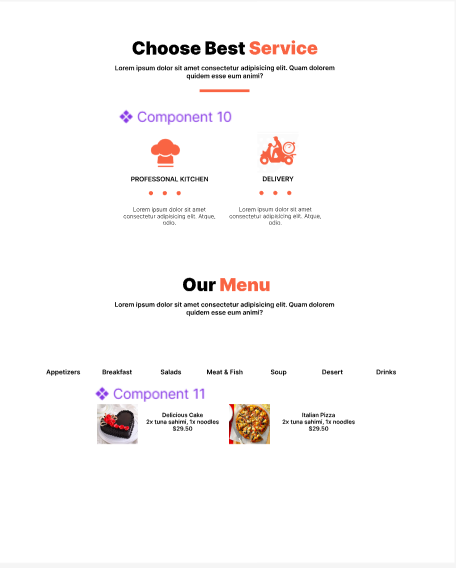 Choose Best Service
Lorem ipsum dolor sit amet consectetur adipisicing elit. Quam dolorem
quidem esse eum animi?
Component 10
PROFESSONAL KITCHEN
DELIVERY
Lorem ipsum dolor sit amet
consectetur adipisicing elit. Atque,
odio.
Lorem ipsum dolor sit amet
consectetur adipisicing elit. Atque,
odio.
Our Menu
Lorem ipsum dolor sit amet consectetur adipisicing elit. Quam dolorem
quidem esse eum animi?
Appetizers Breakfast Salads Meat & Fish Soup Desert Drinks
Component 11
Delicious Cake
2x tuna sahimi, 1x noodles
$29.50
Italian Pizza
2x tuna sahimi, 1x noodles
$29.50